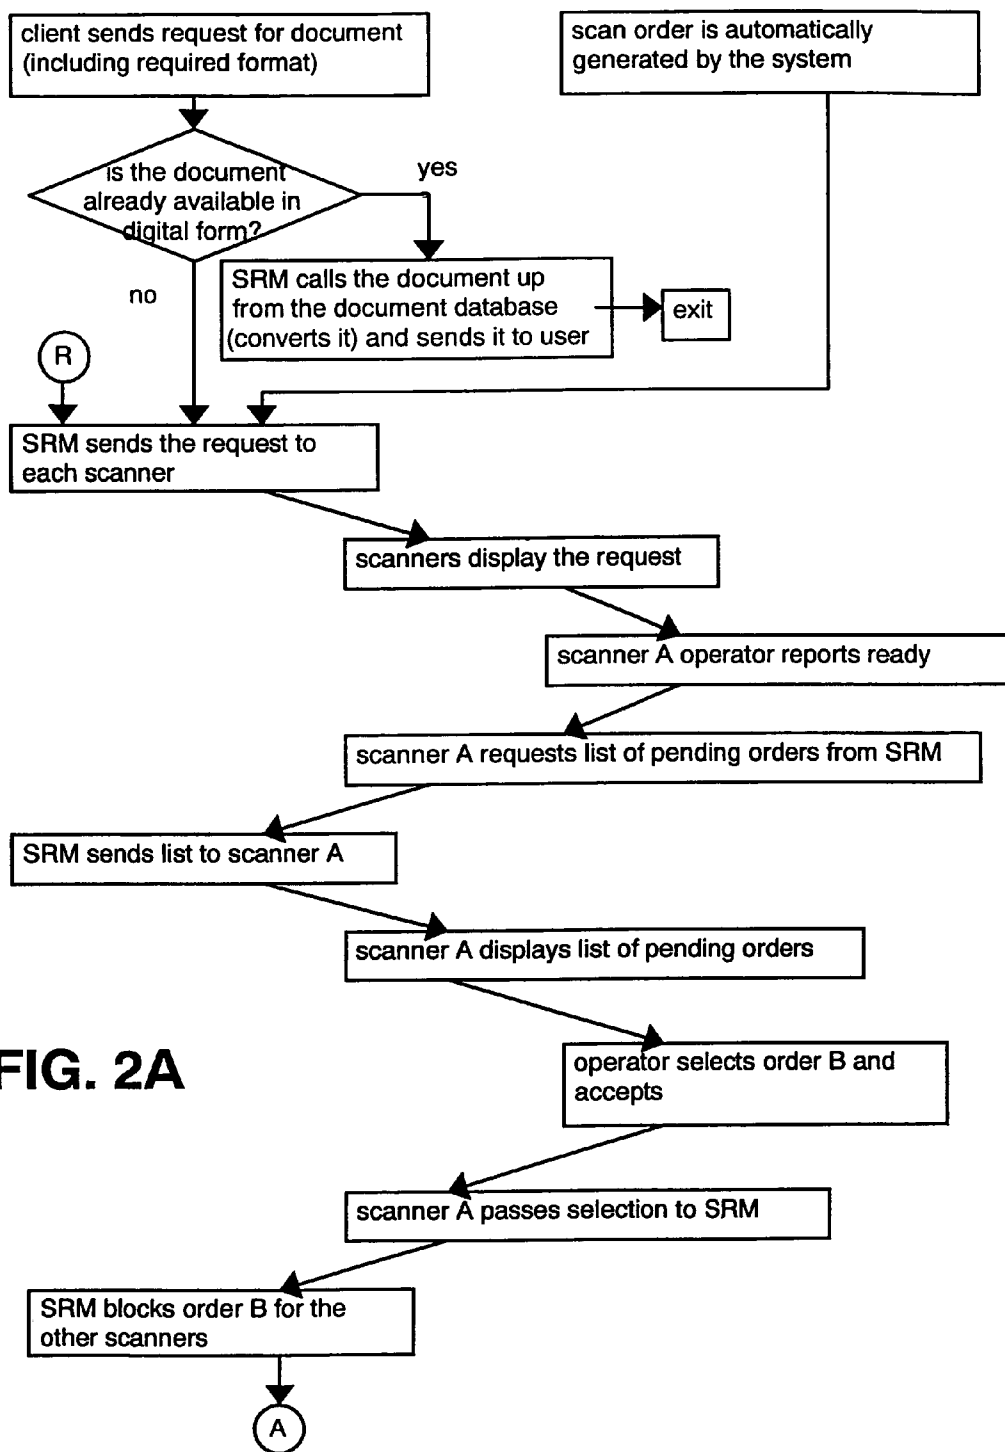 client sends request for document
(including required format)
scan order is automatically
generated by the system
is the document
already available in
digital form?
yes
no
SRM calls the document up
from the document database
(converts it) and sends it to user
exit
R
SRM sends the request to
each scanner
scanners display the request
scanner A operator reports ready
scanner A requests list of pending orders from SRM
SRM sends list to scanner A
scanner A displays list of pending orders
FIG. 2A
operator selects order B and
accepts
scanner A passes selection to SRM
SRM blocks order B for the
other scanners
A